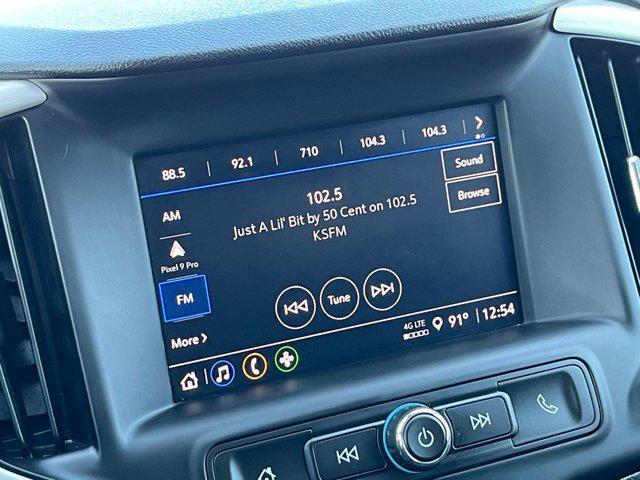 88.5 | 92.1 | 710 | 104.3 | 104.3 |
AM
102.5
Sound
Just A Lil' Bit by 50 Cent on 102.5
KSFM
Browse
Pixel 9 Pro
FM
Tune
More
4G LTE
91° | 12:54